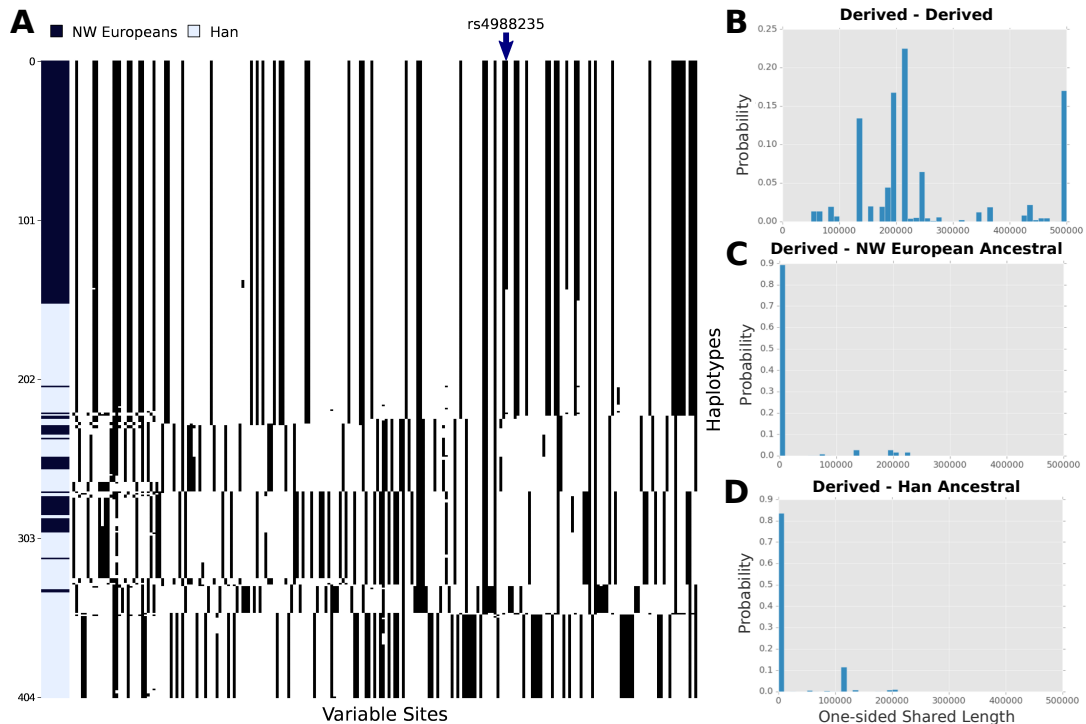 A
NW Europeans
Han
rs4988235
0
101
202
303
404
Variable Sites
Haplotypes
B
Derived - Derived
Probability
0.25
0.20
0.15
0.10
0.05
0.00
0 100000 200000 300000 400000 500000
C
Derived - NW European Ancestral
Probability
0.9
0.8
0.7
0.6
0.5
0.4
0.3
0.2
0.1
0.0
0 100000 200000 300000 400000 500000
D
Derived - Han Ancestral
Probability
0.9
0.8
0.7
0.6
0.5
0.4
0.3
0.2
0.1
0.0
0 100000 200000 300000 400000 500000
One-sided Shared Length